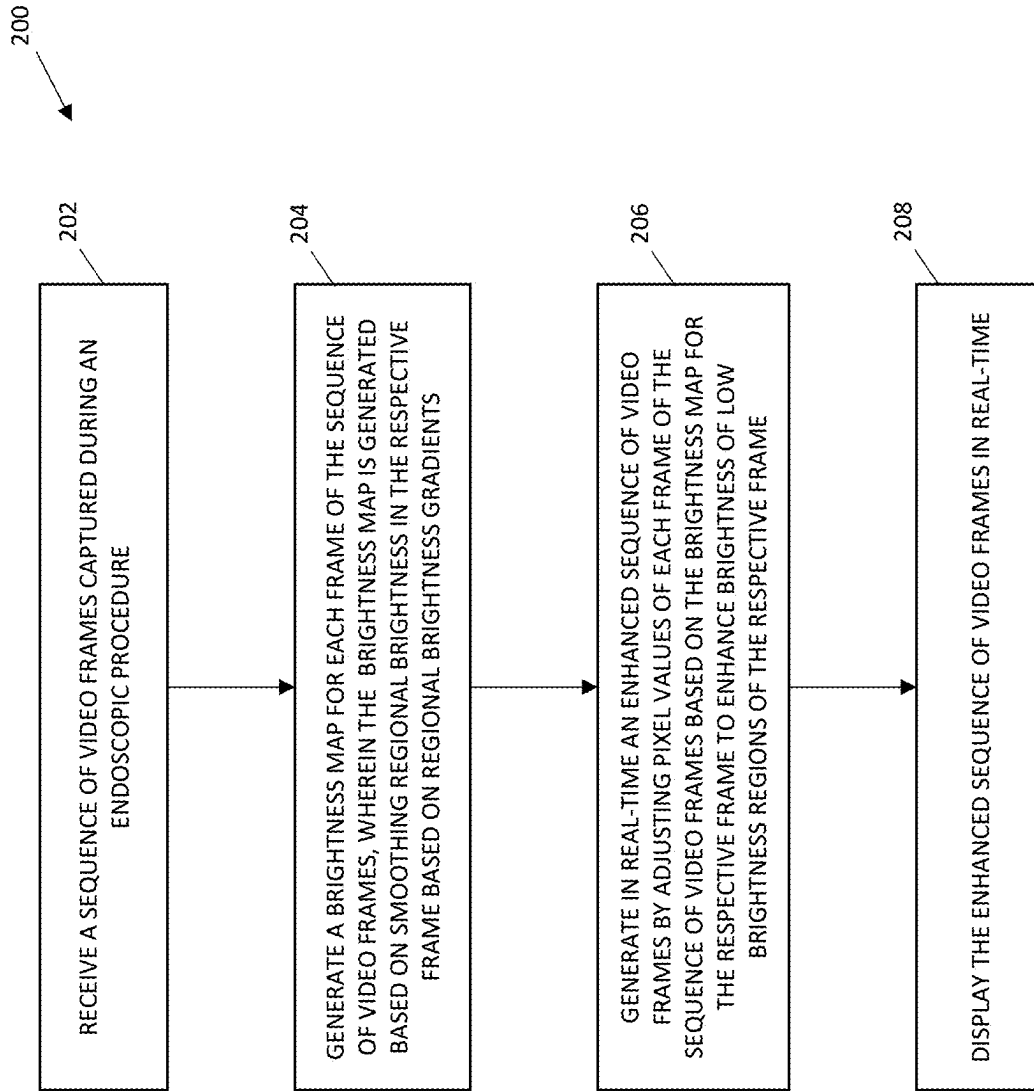 200
202
RECEIVE A SEQUENCE OF VIDEO FRAMES CAPTURED DURING AN
ENDOSCOPIC PROCEDURE
204
GENERATE A BRIGHTNESS MAP FOR EACH FRAME OF THE SEQUENCE
OF VIDEO FRAMES, WHEREIN THE BRIGHTNESS MAP IS GENERATED
BASED ON SMOOTHING REGIONAL BRIGHTNESS IN THE RESPECTIVE
FRAME BASED ON REGIONAL BRIGHTNESS GRADIENTS
206
GENERATE IN REAL-TIME AN ENHANCED SEQUENCE OF VIDEO
FRAMES BY ADJUSTING PIXEL VALUES OF EACH FRAME OF THE
SEQUENCE OF VIDEO FRAMES BASED ON THE BRIGHTNESS MAP FOR
THE RESPECTIVE FRAME TO ENHANCE BRIGHTNESS OF LOW
BRIGHTNESS REGIONS OF THE RESPECTIVE FRAME
208
DISPLAY THE ENHANCED SEQUENCE OF VIDEO FRAMES IN REAL-TIME